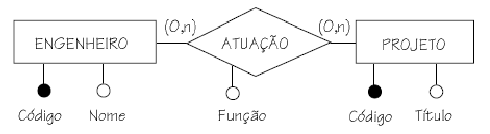 (0,n) (0,n)
ENGENHEIRO ATUAÇÃO PROJETO
Código Nome Função Código Título